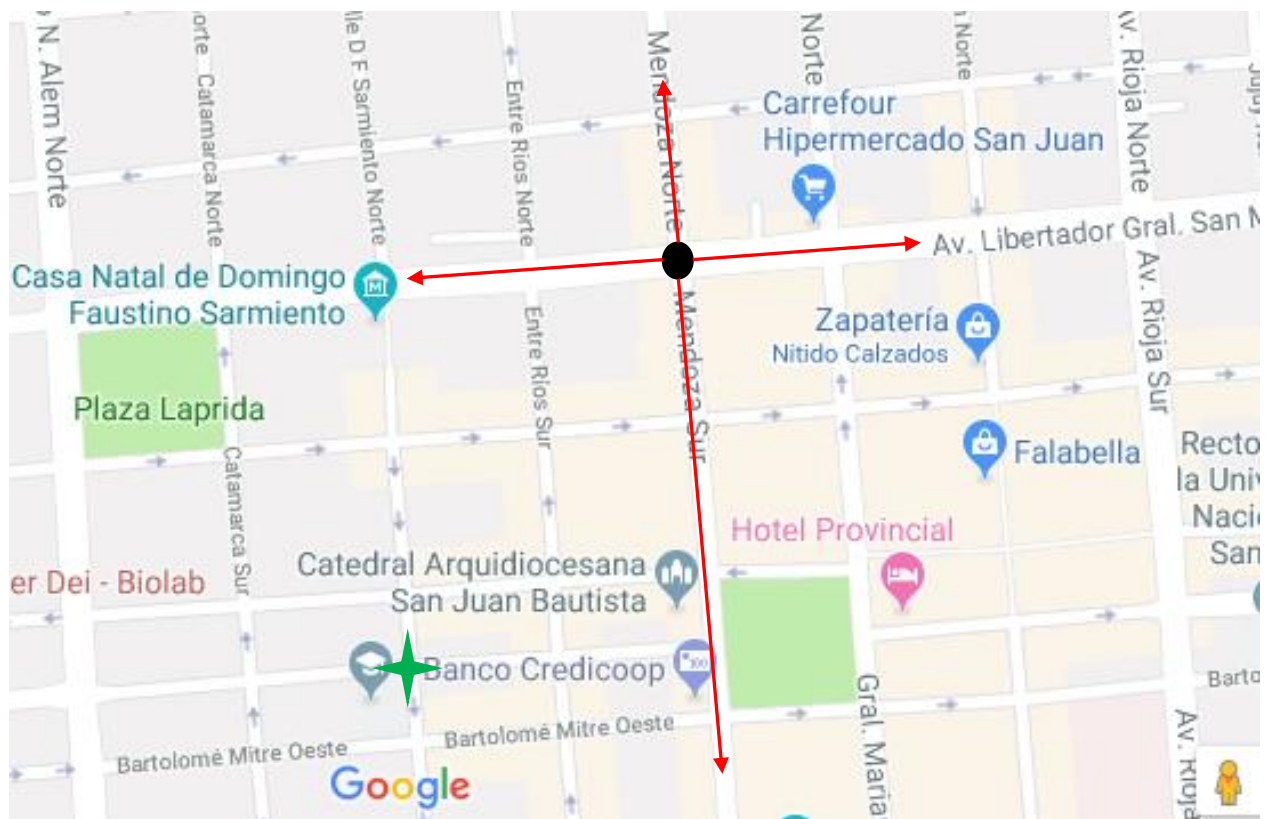 N. Alem Norte
Catamarca Norte
lle D F Sarmiento Norte
Entre Rios Norte
Mendoza Norte
Norte
Norte
Av. Rioja Norte
Carrefour
Hipermercado San Juan
Av. Libertador Gral. San M
Casa Natal de Domingo
Faustino Sarmiento
M
Entre Rios Sur
Mendoza Sur
Zapatería
Nitido Calzados
Av. Rioja Sur
Plaza Laprida
Catamarca Sur
Falabella
Recto
la Univ
Nacio
San
Hotel Provincial
Catedral Arquidiocesana
San Juan Bautista
er Dei - Biolab
Banco Credicoop
Gral. Maria
Barto
Bartolomé Mitre Oeste
Bartolomé Mitre Oeste
Av. Rioja
Google